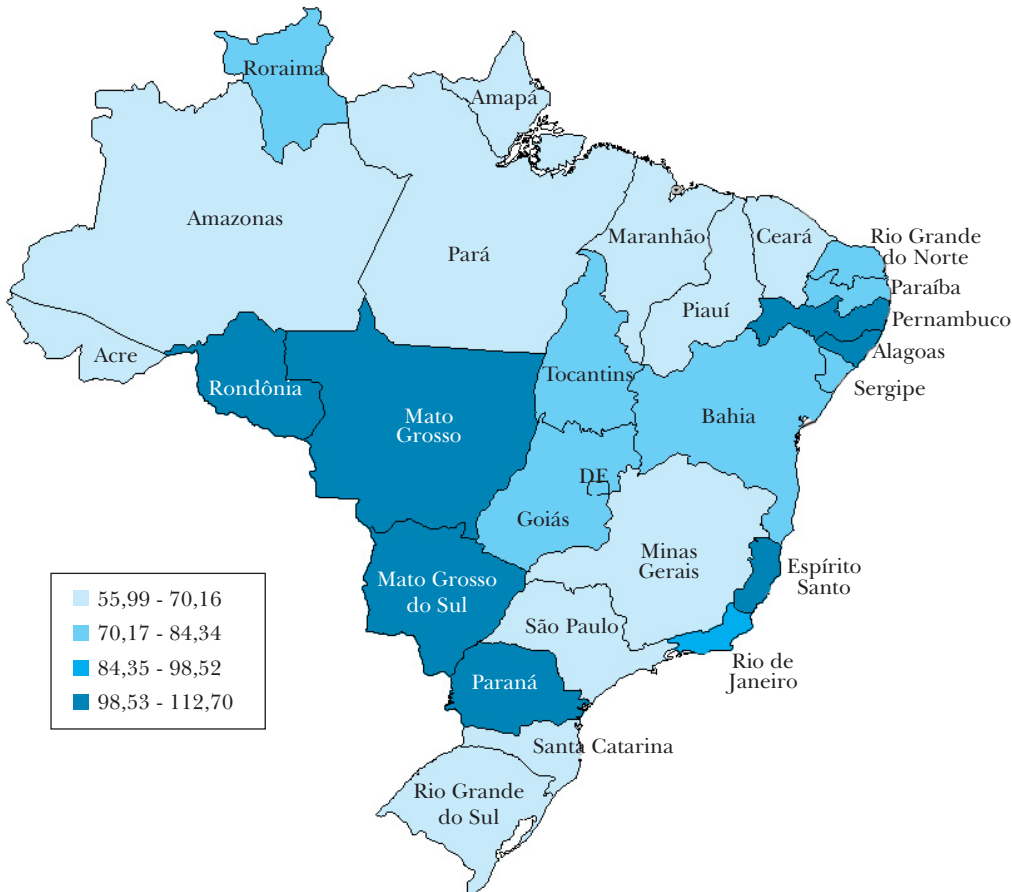 Roraima
Amapá
Amazonas
Pará
Maranhão
Ceará
Rio Grande
do Norte
Paraíba
Piauí
Pernambuco
Acre
Alagoas
Rondônia
Tocantins
Sergipe
Mato
Grosso
Bahia
DF
Goiás
Minas
Gerais
Espírito
Santo
Mato Grosso
do Sul
São Paulo
Rio de
Janeiro
Paraná
Santa Catarina
Rio Grande
do Sul
55,99 - 70,16
70,17 - 84,34
84,35 - 98,52
98,53 - 112,70